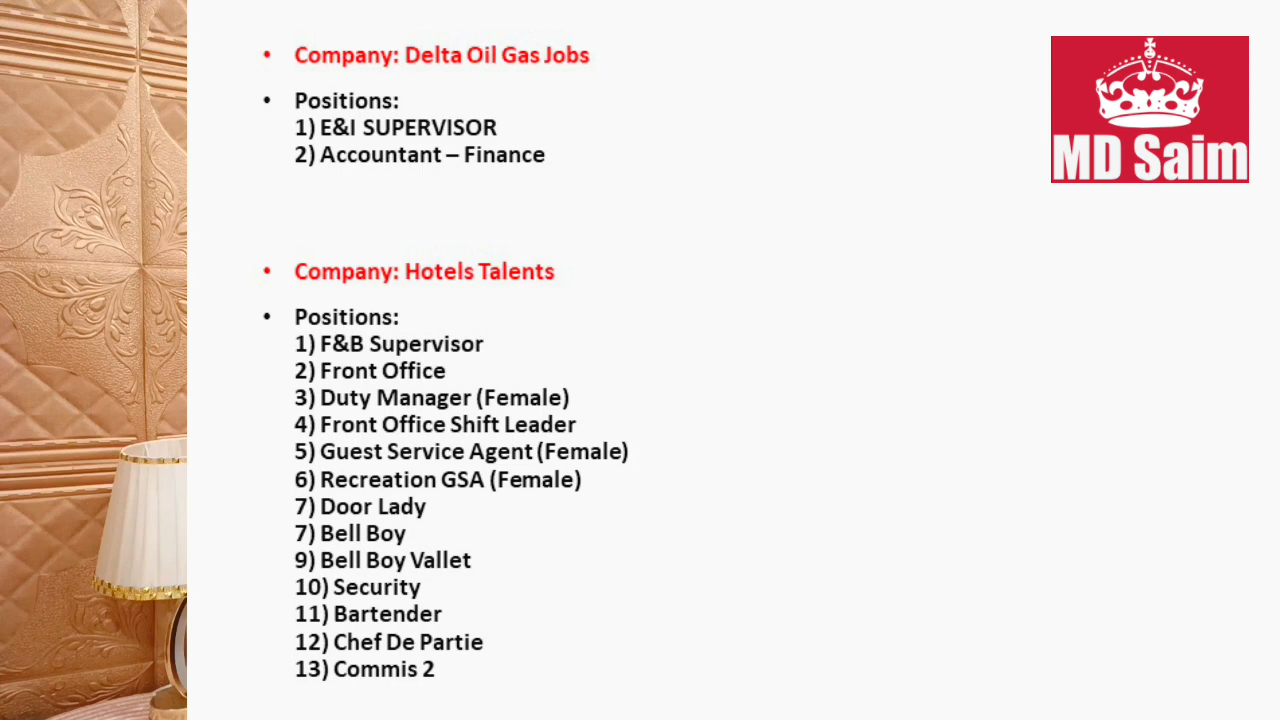 • Company: Delta Oil Gas Jobs
• Positions:
1) E&I SUPERVISOR
2) Accountant – Finance
MD Saim
• Company: Hotels Talents
• Positions:
1) F&B Supervisor
2) Front Office
3) Duty Manager (Female)
4) Front Office Shift Leader
5) Guest Service Agent (Female)
6) Recreation GSA (Female)
7) Door Lady
7) Bell Boy
9) Bell Boy Vallet
10) Security
11) Bartender
12) Chef De Partie
13) Commis 2